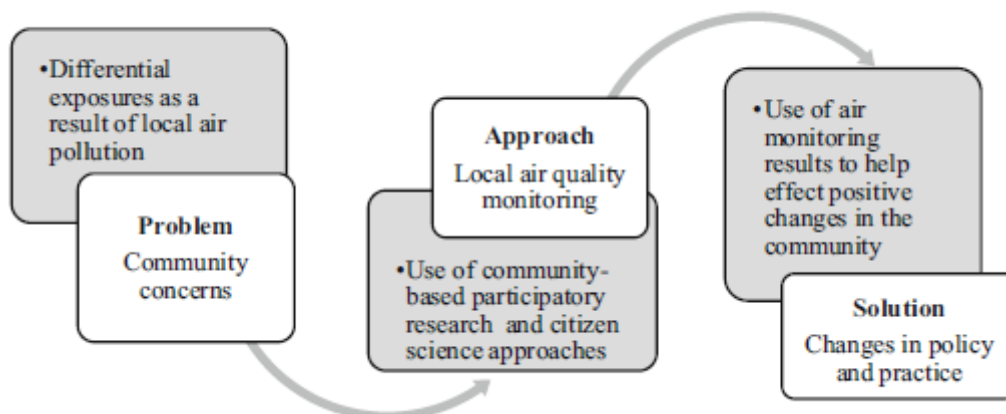 •Differential
exposures as a
result of local air
pollution
Problem
Community
concerns
Approach
Local air quality
monitoring
•Use of community-
based participatory
research and citizen
science approaches
•Use of air
monitoring
results to help
effect positive
changes in the
community
Solution
Changes in policy
and practice